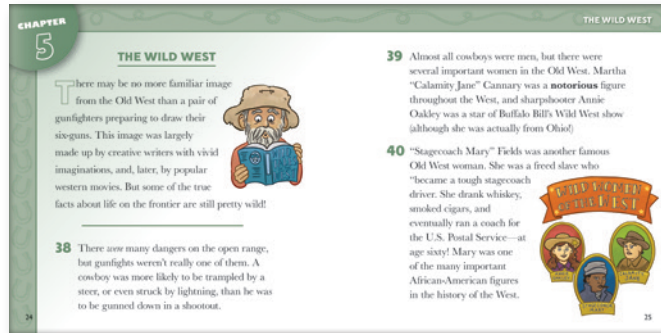 CHAPTER
5
THE WILD WEST
There may be no more familiar image
from the Old West than a pair of
gunfighters preparing to draw their
six-guns. This image was largely
made up by creative writers with vivid
imaginations, and, later, by popular
western movies. But some of the true
facts about life on the frontier are still pretty wild!
38 There were many dangers on the open range,
but gunfights weren't really one of them. A
cowboy was more likely to be trampled by a
steer, or even struck by lightning, than he was
to be gunned down in a shootout.
24
THE WILD WEST
39 Almost all cowboys were men, but there were
several important women in the Old West. Martha
"Calamity Jane" Cannary was a notorious figure
throughout the West, and sharpshooter Annie
Oakley was a star of Buffalo Bill's Wild West show
(although she was actually from Ohio!)
40 "Stagecoach Mary" Fields was another famous
Old West woman. She was a freed slave who
"became a tough stagecoach
driver. She drank whiskey,
smoked cigars, and
eventually ran a coach for
the U.S. Postal Service—at
age sixty! Mary was one
of the many important
African-American figures
in the history of the West.
WILD WOMEN
OF THE WEST
ANNIE
OAKLEY
CALAMITY
JANE
STAGECOACH
MARY
25